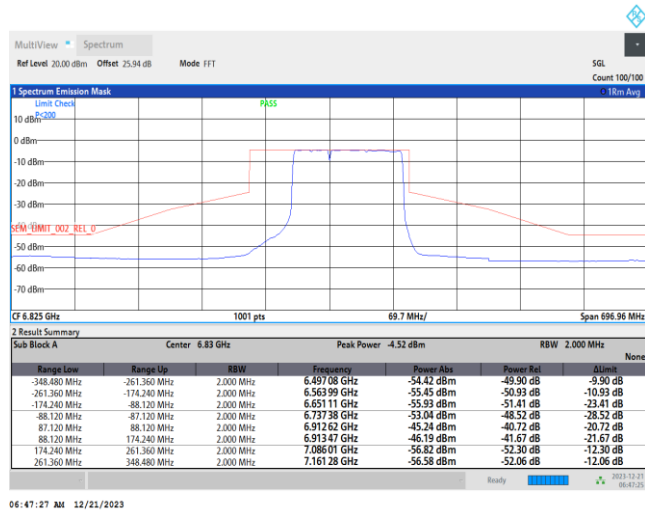 MultiView Spectrum
Ref Level 20.00 dBm Offset 25.94 dB Mode FFT SGL
Count 100/100
1 Spectrum Emission Mask 1Rm Avg
Limit Check PASS
P<200
10 dBm
0 dBm
-10 dBm
-20 dBm
-30 dBm
SEM_LIMIT_002_REL_0
-50 dBm
-60 dBm
-70 dBm
CF 6.825 GHz 1001 pts 69.7 MHz/ Span 696.96 MHz
2 Result Summary
Sub Block A Center 6.83 GHz Peak Power -4.52 dBm RBW 2.000 MHz
None
Range Low Range Up RBW Frequency Power Abs Power Rel ΔLimit
-348.480 MHz -261.360 MHz 2.000 MHz 6.497 08 GHz -54.42 dBm -49.90 dB -9.90 dB
-261.360 MHz -174.240 MHz 2.000 MHz 6.563 99 GHz -55.45 dBm -50.93 dB -10.93 dB
-174.240 MHz -88.120 MHz 2.000 MHz 6.651 11 GHz -55.93 dBm -51.41 dB -23.41 dB
-88.120 MHz -87.120 MHz 2.000 MHz 6.737 38 GHz -53.04 dBm -48.52 dB -28.52 dB
87.120 MHz 88.120 MHz 2.000 MHz 6.912 62 GHz -45.24 dBm -40.72 dB -20.72 dB
88.120 MHz 174.240 MHz 2.000 MHz 6.913 47 GHz -46.19 dBm -41.67 dB -21.67 dB
174.240 MHz 261.360 MHz 2.000 MHz 7.086 01 GHz -56.82 dBm -52.30 dB -12.30 dB
261.360 MHz 348.480 MHz 2.000 MHz 7.161 28 GHz -56.58 dBm -52.06 dB -12.06 dB
Ready 2023-12-21
06:47:25
06:47:27 AM 12/21/2023